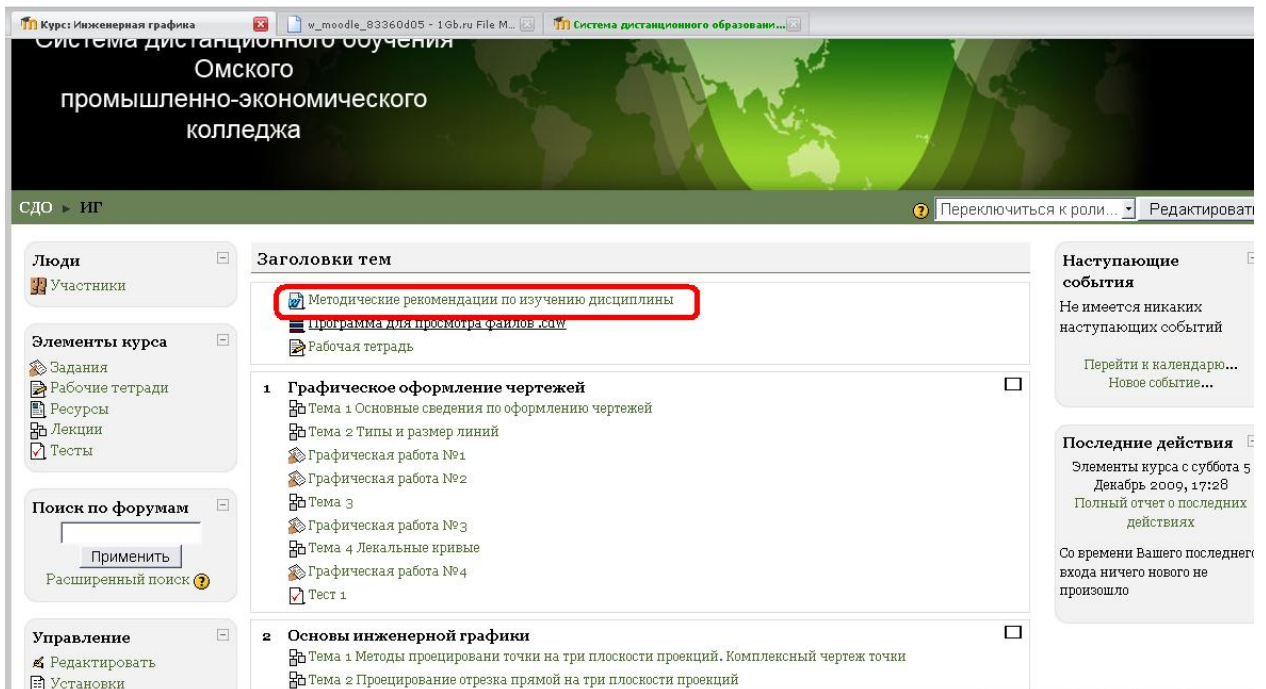 Курс: Инженерная графика
w_moodle_83360d05 - 1Gb.ru File M...
Система дистанционного образовани...
Система дистанционного обучения
Омского
промышленно-экономического
колледжа
СДО ► ИГ
Переключиться к роли...
Редактироват
Люди
Участники
Элементы курса
Задания
Рабочие тетради
Ресурсы
Лекции
Тесты
Поиск по форумам
Применить
Расширенный поиск
Управление
Редактировать
Установки
Заголовки тем
Методические рекомендации по изучению дисциплины
Программа для просмотра файлов .cdw
Рабочая тетрадь
1 Графическое оформление чертежей
Тема 1 Основные сведения по оформлению чертежей
Тема 2 Типы и размер линий
Графическая работа №1
Графическая работа №2
Тема 3
Графическая работа №3
Тема 4 Лекальные кривые
Графическая работа №4
Тест 1
2 Основы инженерной графики
Тема 1 Методы проецировани точки на три плоскости проекций. Комплексный чертеж точки
Тема 2 Проецирование отрезка прямой на три плоскости проекций
Наступающие
события
Не имеется никаких
наступающих событий
Перейти к календарю...
Новое событие...
Последние действия
Элементы курса с суббота 5
Декабрь 2009, 17:28
Полный отчет о последних
действиях
Со времени Вашего последнего
входа ничего нового не
произошло